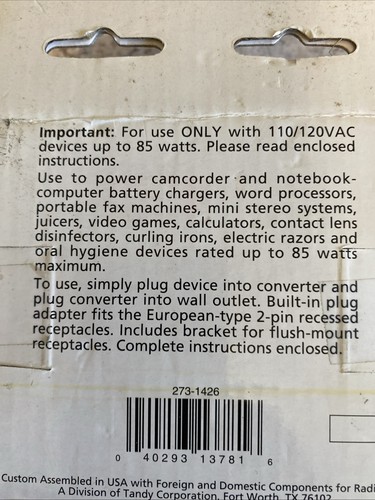 Important: For use ONLY with 110/120VAC
devices up to 85 watts. Please read enclosed
instructions.
Use to power camcorder and notebook-
computer battery chargers, word processors,
portable fax machines, mini stereo systems,
juicers, video games, calculators, contact lens
disinfectors, curling irons, electric razors and
oral hygiene devices rated up to 85 watts
maximum.
To use, simply plug device into converter and
plug converter into wall outlet. Built-in plug
adapter fits the European-type 2-pin recessed
receptacles. Includes bracket for flush-mount
receptacles. Complete instructions enclosed.
273-1426
0 40293 13781 6
Custom Assembled in USA with Foreign and Domestic Components for Radi
A Division of Tandy Corporation, Fort Worth, TX 76102